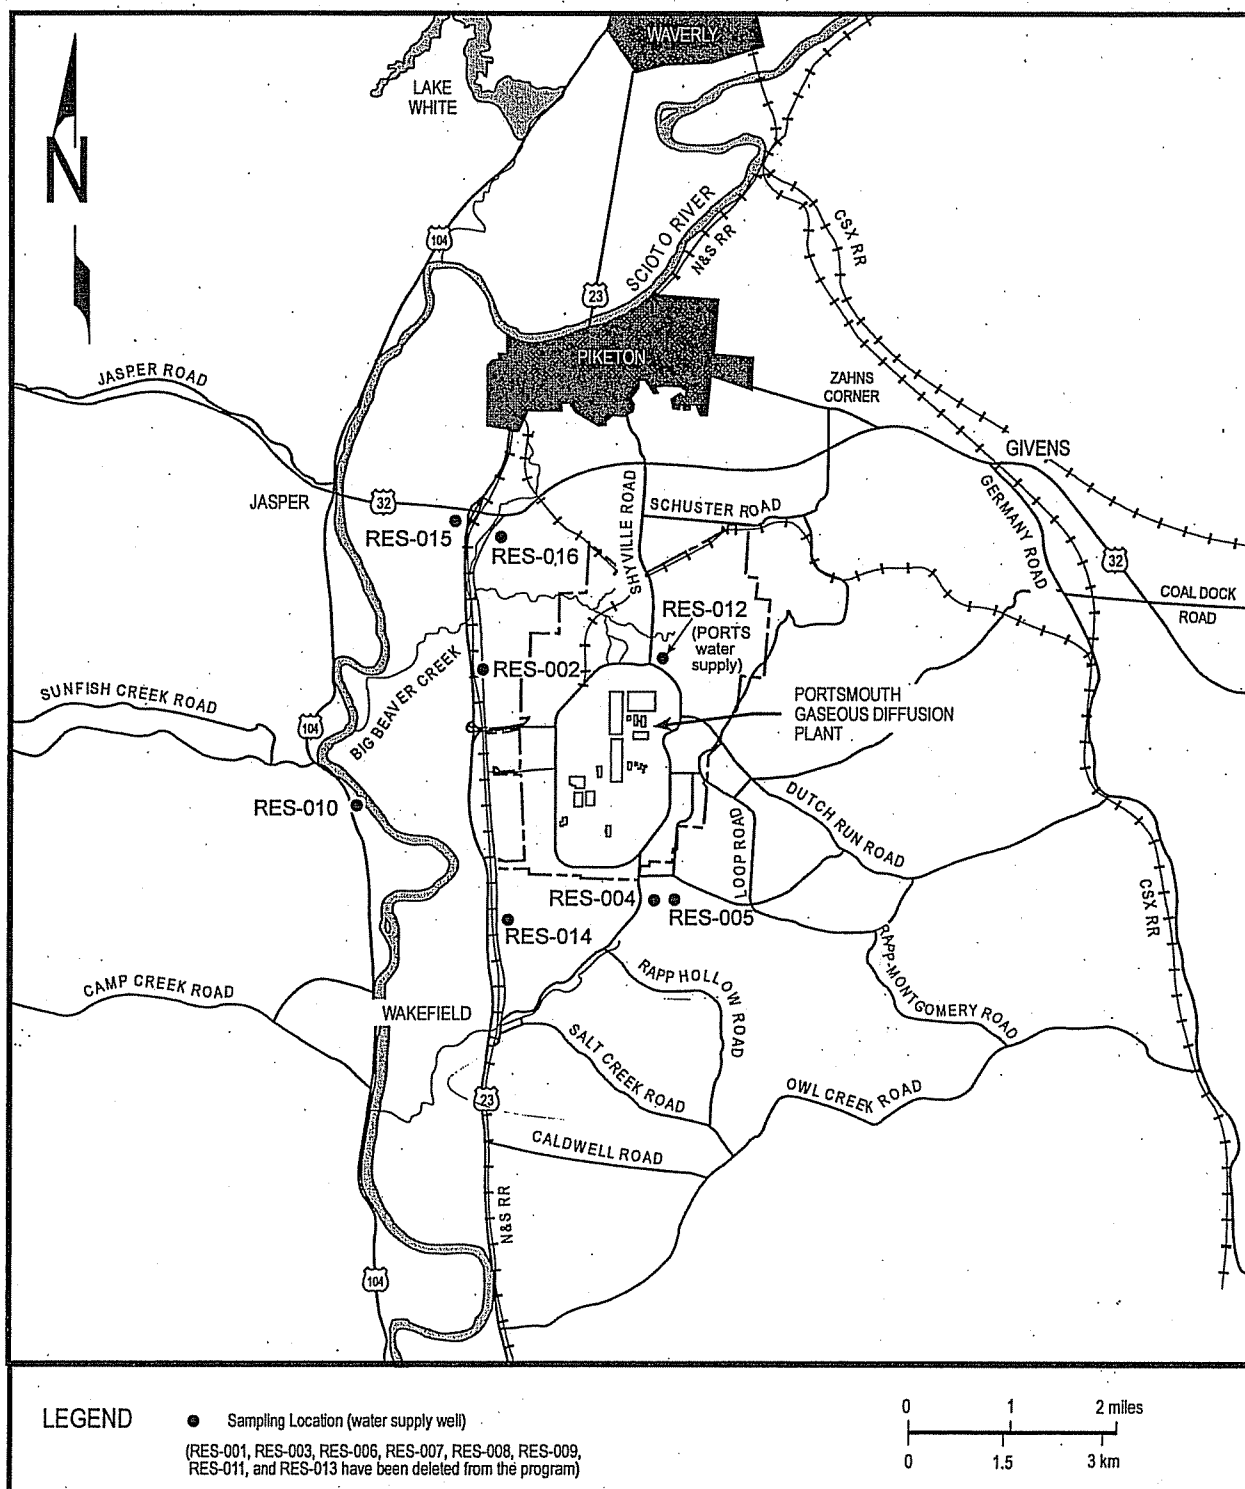 WAVERLY
LAKE
WHITE
N
104
SCIOTO RIVER
N&S RR
CSX RR
23
PIKETON
JASPER ROAD
ZAHNS
CORNER
GIVENS
JASPER
32
SHYVILLE ROAD
SCHUSTER ROAD
GERMANY ROAD
RES-015
RES-016
32
COAL DOCK
ROAD
RES-012
(PORTS
water
supply)
RES-002
BIG BEAVER CREEK
SUNFISH CREEK ROAD
104
PORTSMOUTH
GASEOUS DIFFUSION
PLANT
RES-010
DUTCH RUN ROAD
LOOP ROAD
RES-004
RES-005
RES-014
CSX RR
RAPP-MONTGOMERY ROAD
RAPP HOLLOW ROAD
CAMP CREEK ROAD
WAKEFIELD
SALT CREEK ROAD
OWL CREEK ROAD
23
CALDWELL ROAD
N&S RR
104
LEGEND
Sampling Location (water supply well)
(RES-001, RES-003, RES-006, RES-007, RES-008, RES-009,
RES-011, and RES-013 have been deleted from the program)
0 1 2 miles
0 1.5 3 km